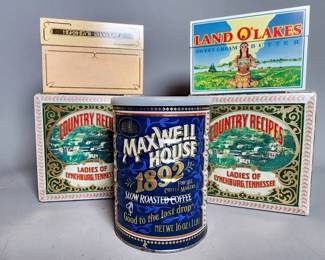 LAND O'LAKES
SWEET CREAM BUTTER
COUNTRY RECIPES
LADIES OF
LYNCHBURG, TENNESSEE
MAXWELL
HOUSE
1892
SLOW ROASTED COFFEE
Good to the last drop
NET WT 16 OZ (1 LB)
COUNTRY RECIPES
LADIES OF
LYNCHBURG, TENNESSEE